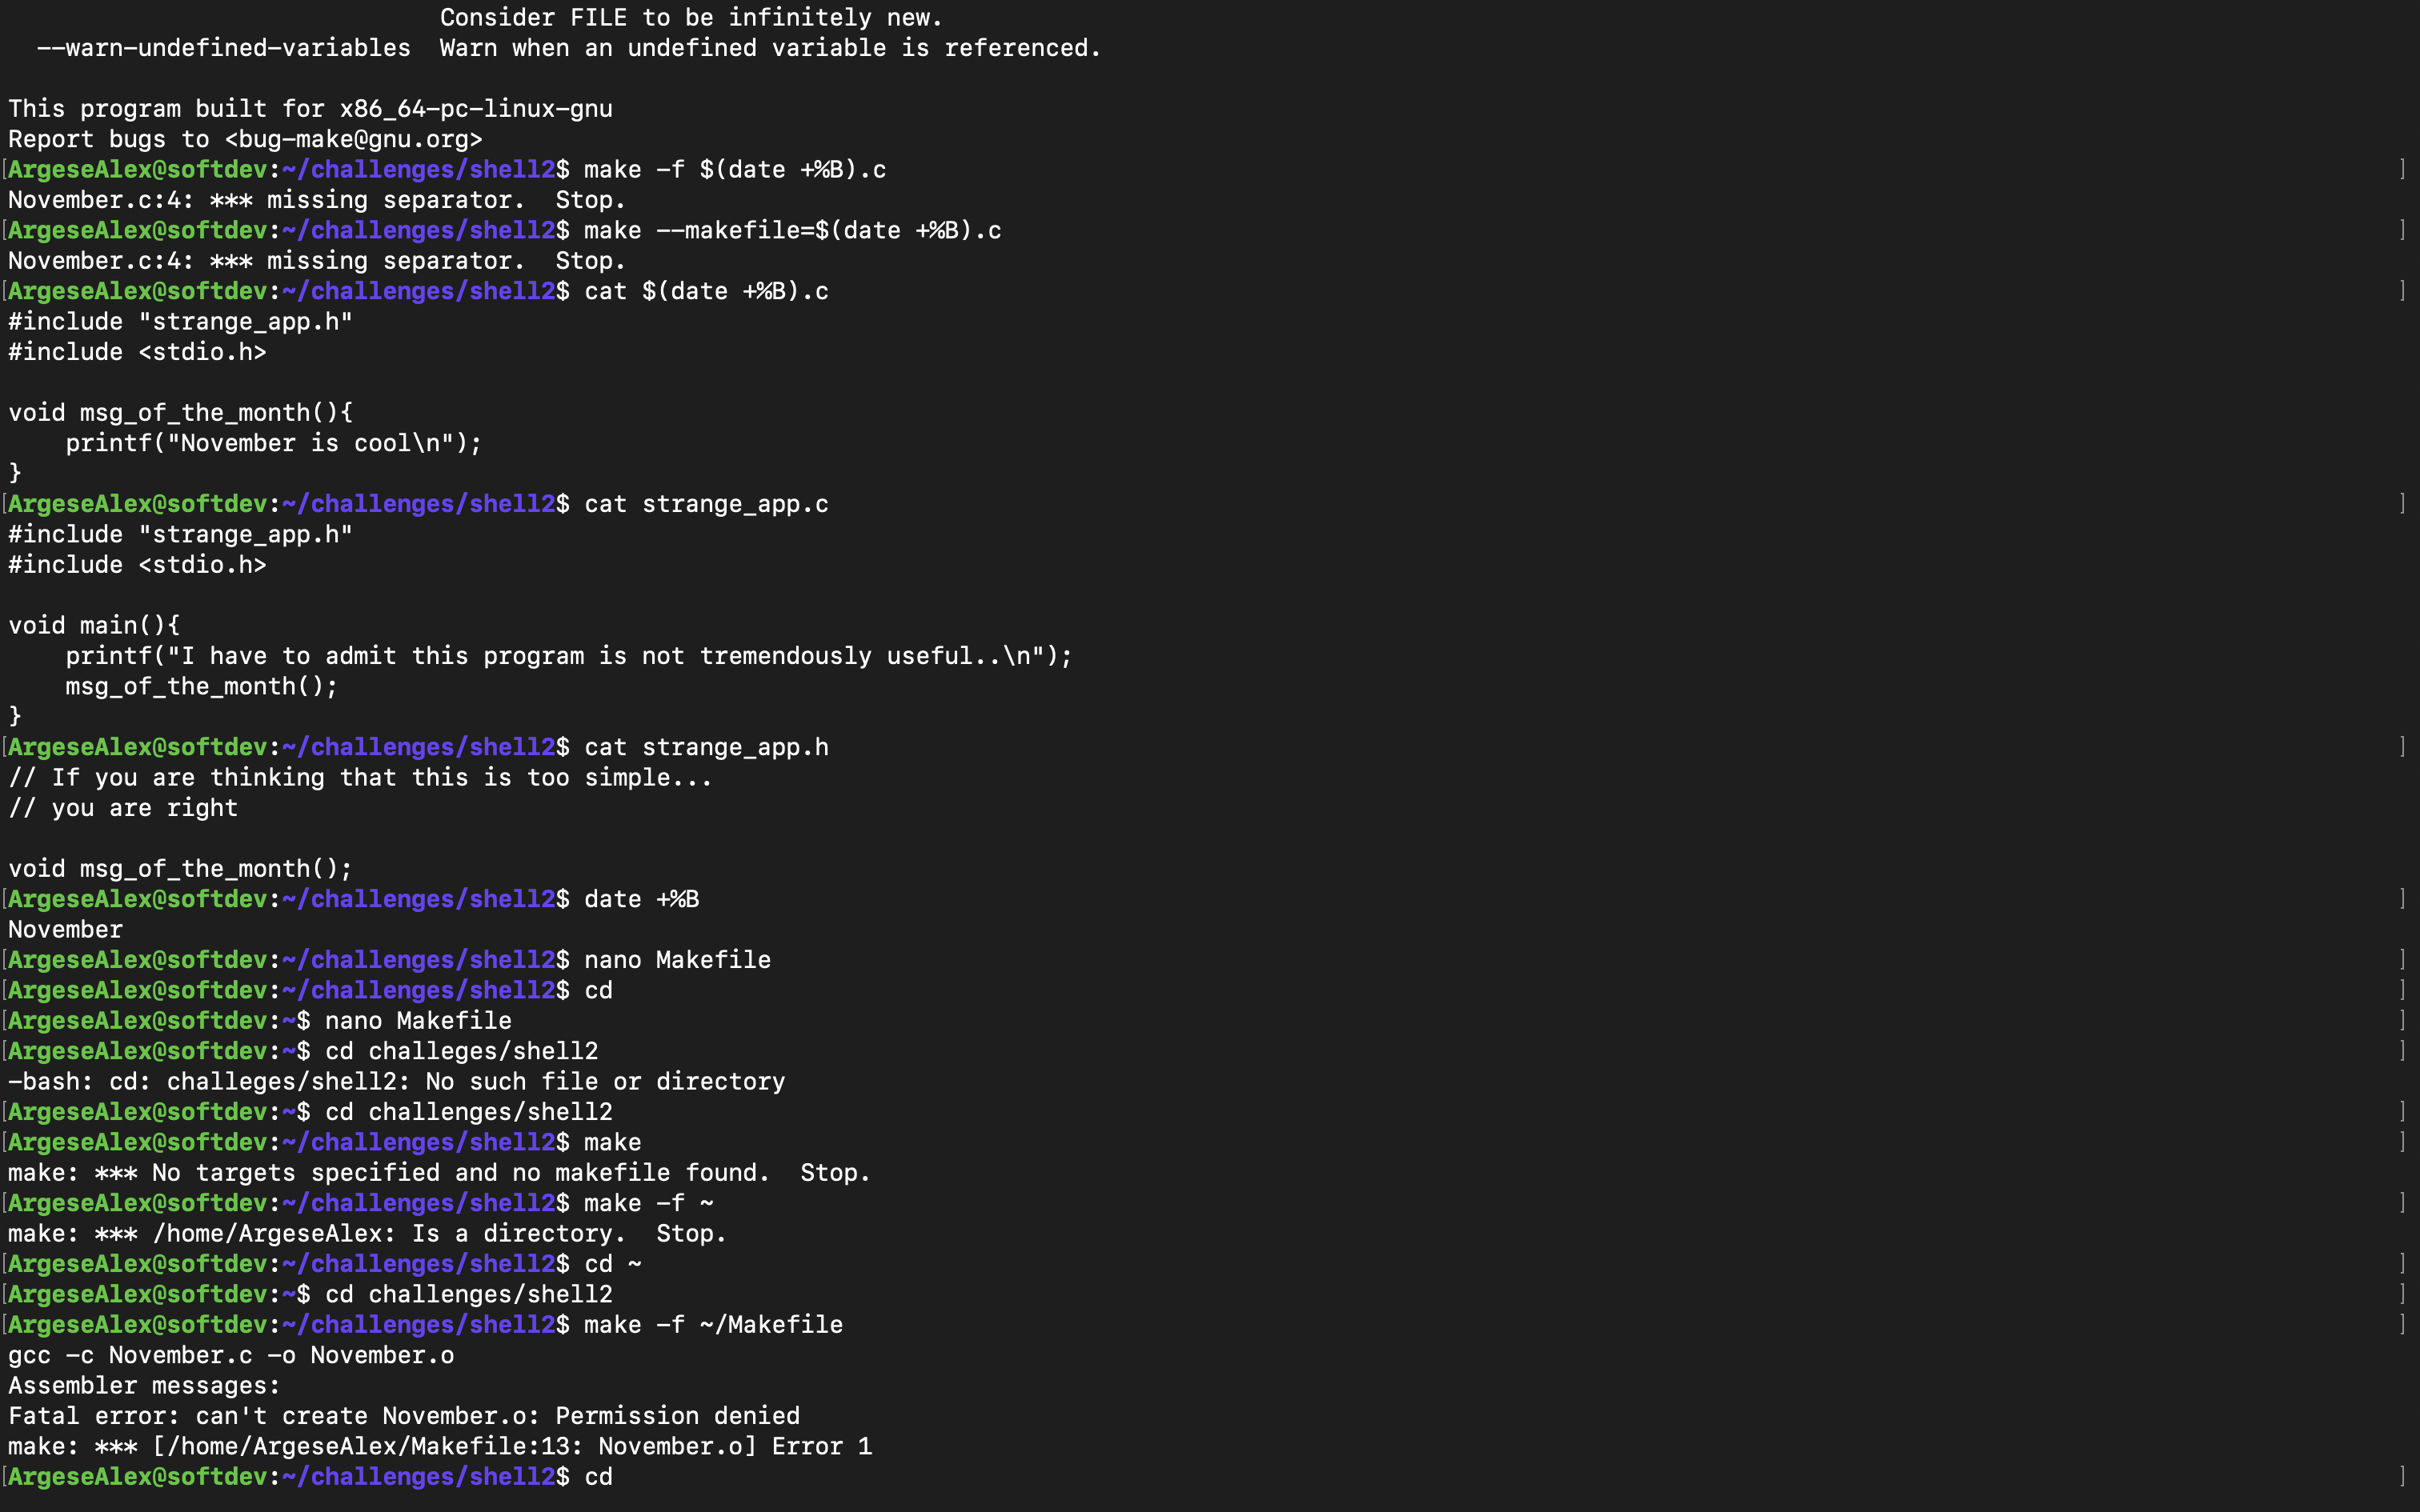 Consider FILE to be infinitely new.
--warn-undefined-variables  Warn when an undefined variable is referenced.
This program built for x86_64-pc-linux-gnu
Report bugs to <bug-make@gnu.org>
[ArgeseAlex@softdev:~/challenges/shell2$ make -f $(date +%B).c ]
November.c:4: *** missing separator.  Stop.
[ArgeseAlex@softdev:~/challenges/shell2$ make --makefile=$(date +%B).c ]
November.c:4: *** missing separator.  Stop.
[ArgeseAlex@softdev:~/challenges/shell2$ cat $(date +%B).c ]
#include "strange_app.h"
#include <stdio.h>
void msg_of_the_month(){
    printf("November is cool\n");
}
[ArgeseAlex@softdev:~/challenges/shell2$ cat strange_app.c ]
#include "strange_app.h"
#include <stdio.h>
void main(){
    printf("I have to admit this program is not tremendously useful..\n");
    msg_of_the_month();
}
[ArgeseAlex@softdev:~/challenges/shell2$ cat strange_app.h ]
// If you are thinking that this is too simple...
// you are right
void msg_of_the_month();
[ArgeseAlex@softdev:~/challenges/shell2$ date +%B ]
November
[ArgeseAlex@softdev:~/challenges/shell2$ nano Makefile ]
[ArgeseAlex@softdev:~/challenges/shell2$ cd ]
[ArgeseAlex@softdev:~$ nano Makefile ]
[ArgeseAlex@softdev:~$ cd challeges/shell2 ]
-bash: cd: challeges/shell2: No such file or directory
[ArgeseAlex@softdev:~$ cd challenges/shell2 ]
[ArgeseAlex@softdev:~/challenges/shell2$ make ]
make: *** No targets specified and no makefile found.  Stop.
[ArgeseAlex@softdev:~/challenges/shell2$ make -f ~ ]
make: *** /home/ArgeseAlex: Is a directory.  Stop.
[ArgeseAlex@softdev:~/challenges/shell2$ cd ~ ]
[ArgeseAlex@softdev:~$ cd challenges/shell2 ]
[ArgeseAlex@softdev:~/challenges/shell2$ make -f ~/Makefile ]
gcc -c November.c -o November.o
Assembler messages:
Fatal error: can't create November.o: Permission denied
make: *** [/home/ArgeseAlex/Makefile:13: November.o] Error 1
[ArgeseAlex@softdev:~/challenges/shell2$ cd ]